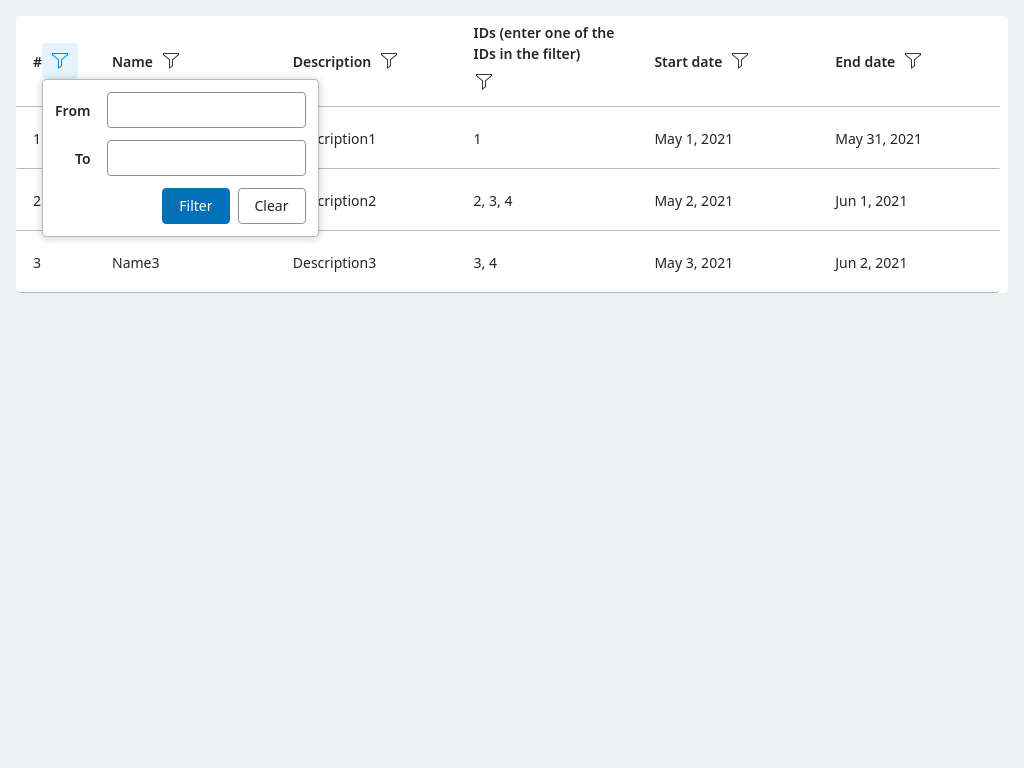 # Name Description IDs (enter one of the IDs in the filter) Start date End date
From
To
Filter Clear
1 cription1 1 May 1, 2021 May 31, 2021
2 cription2 2, 3, 4 May 2, 2021 Jun 1, 2021
3 Name3 Description3 3, 4 May 3, 2021 Jun 2, 2021